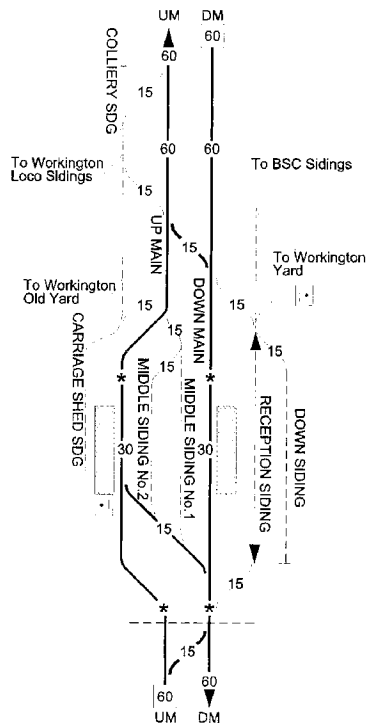 UM DM
60
60
COLLIERY SDG
15
60 60
To Workington
Loco Sidings
To BSC Sidings
15
UP MAIN
15
To Workington
Yard
To Workington
Old Yard
15
DOWN MAIN
15
CARRIAGE SHED SDG
15
15
*
*
MIDDLE SIDING No.2
MIDDLE SIDING No.1
RECEPTION SIDING
DOWN SIDING
30
30
15
15
*
*
15
60
60
UM DM